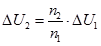 ΔU₂ = n₂/n₁ · ΔU₁